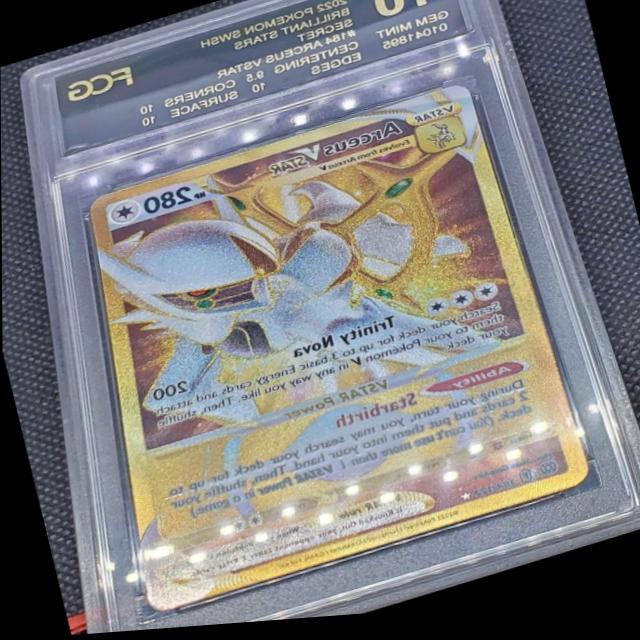 10
GEM MINT
01041865
2022 POKEMON SWSH
BRILLIANT STARS
SECRET
#184 ARCEUS VSTAR
CENTERING 9.5 CORNERS 10
EDGES 10 SURFACE 10
FCG
VSTAR
Arceus VSTAR
Evolves from Arceus V
HP 280
Trinity Nova 200
Search your deck for up to 3 basic Energy cards and attach
them to your Pokémon V in any way you like. Then, shuffle
your deck.
VSTAR Power
Ability Starbirth
During your turn, you may search your deck for up to
2 cards and put them into your hand. Then, shuffle your
deck. (You can't use more than 1 VSTAR Power in a game.)